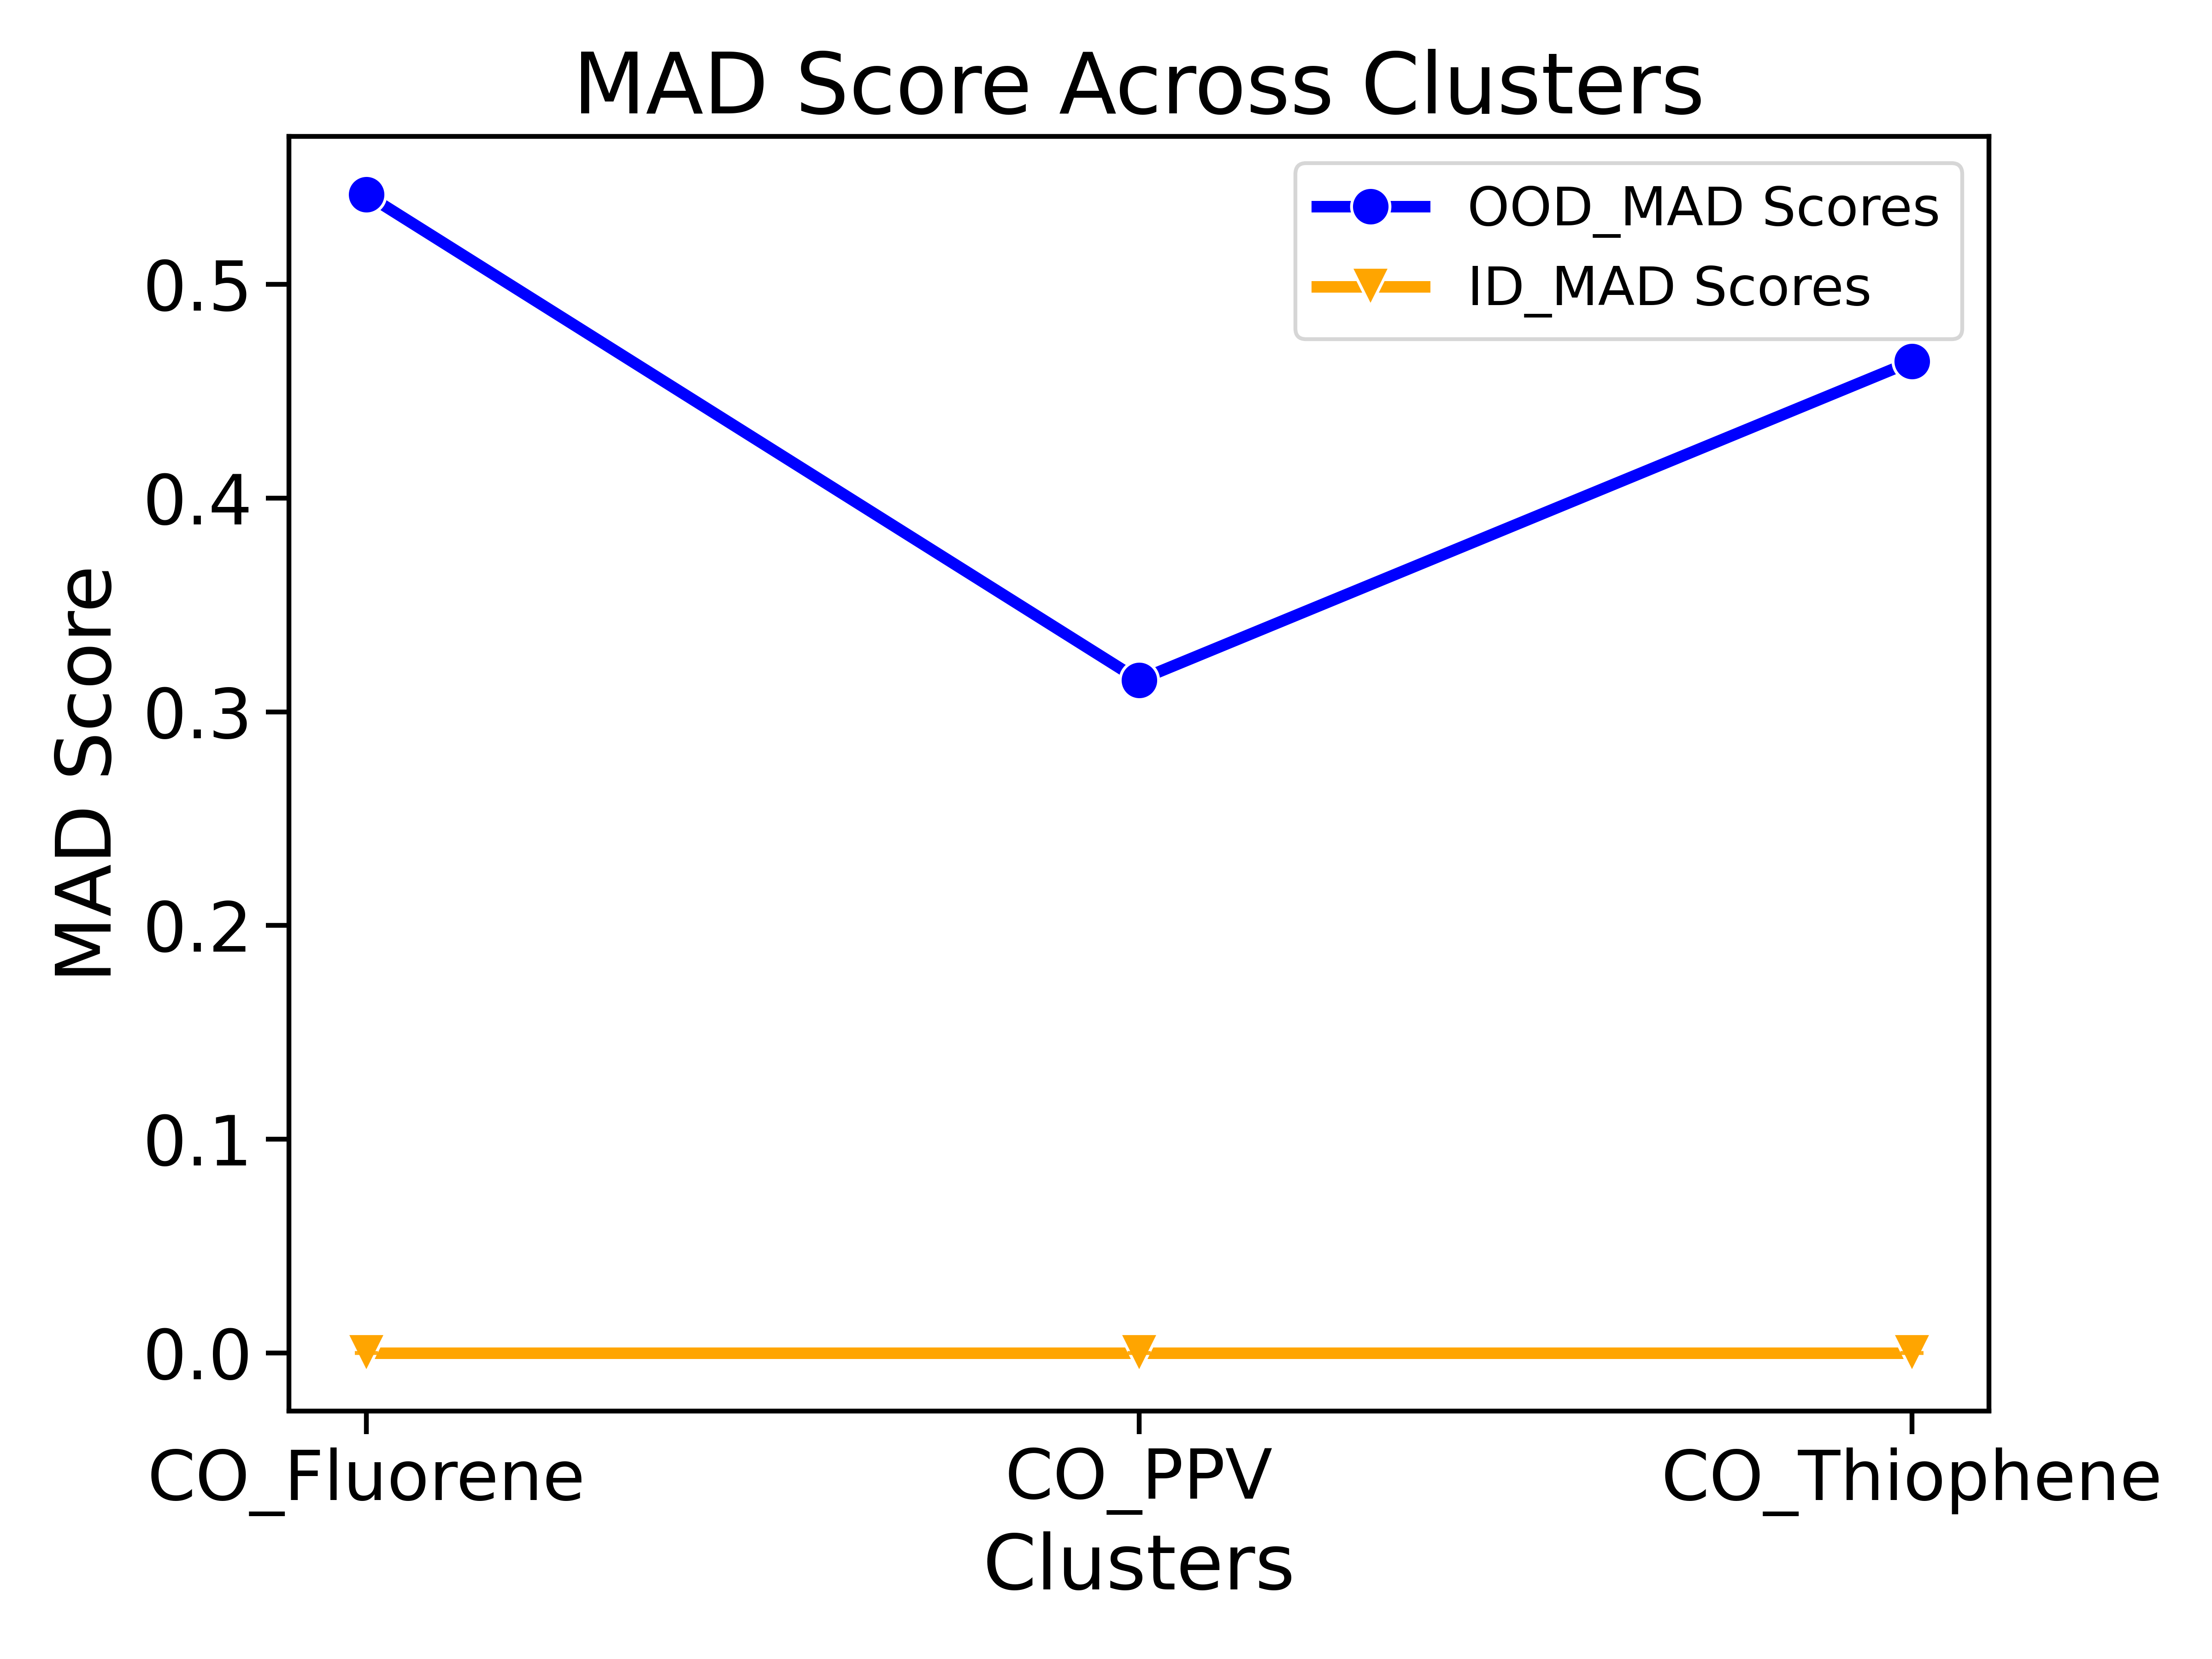 MAD Score Across Clusters
OOD_MAD Scores
ID_MAD Scores
MAD Score
0.5
0.4
0.3
0.2
0.1
0.0
CO_Fluorene CO_PPV CO_Thiophene
Clusters